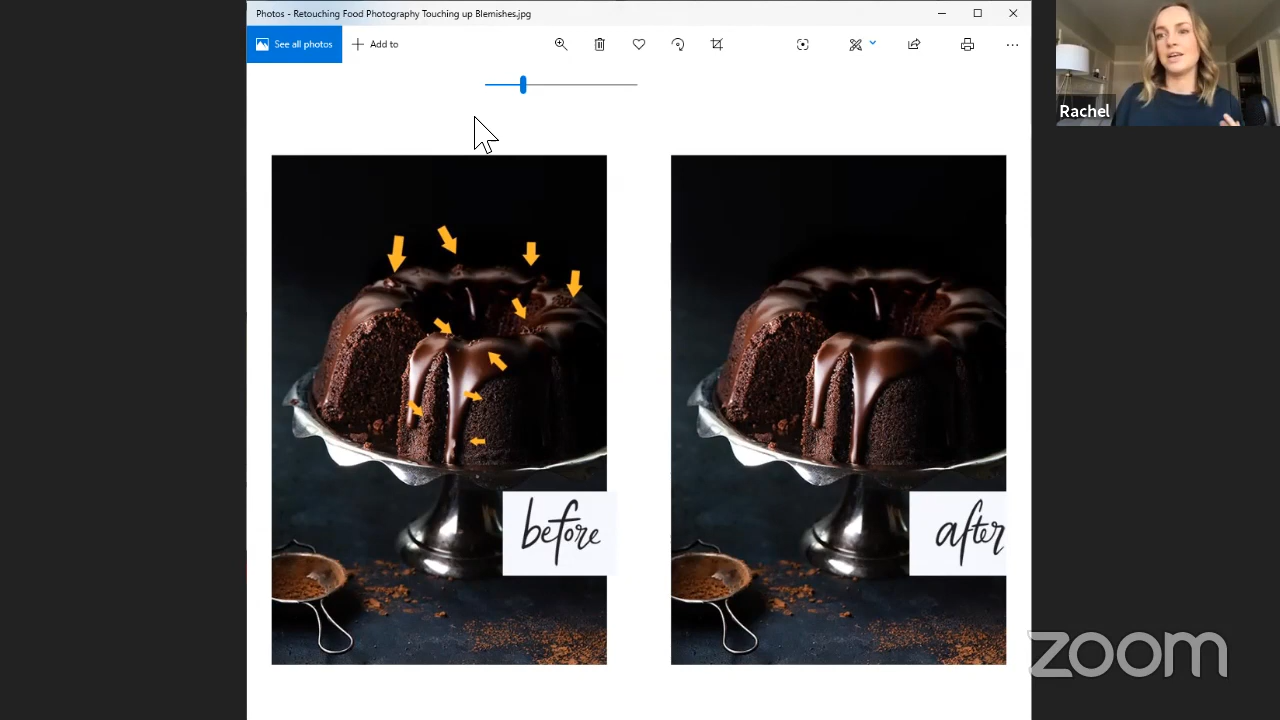 Photos - Retouching Food Photography Touching up Blemishes.jpg
See all photos
Add to
Rachel
before
after
zoom